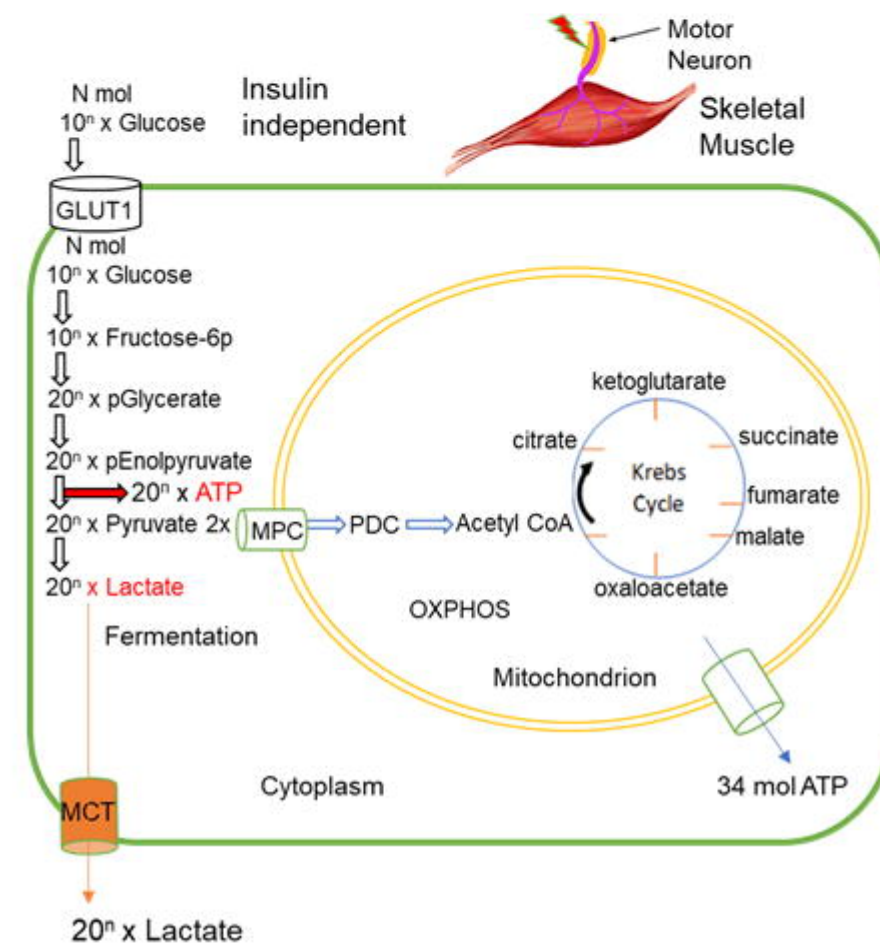 Motor
Neuron
Skeletal
Muscle
Insulin
independent
N mol
10ⁿ x Glucose
GLUT1
N mol
10ⁿ x Glucose
10ⁿ x Fructose-6p
20ⁿ x pGlycerate
20ⁿ x pEnolpyruvate
20ⁿ x ATP
20ⁿ x Pyruvate 2x
MPC
PDC
Acetyl CoA
20ⁿ x Lactate
Fermentation
ketoglutarate
citrate
succinate
Krebs
Cycle
fumarate
malate
oxaloacetate
OXPHOS
Mitochondrion
34 mol ATP
Cytoplasm
MCT
20ⁿ x Lactate